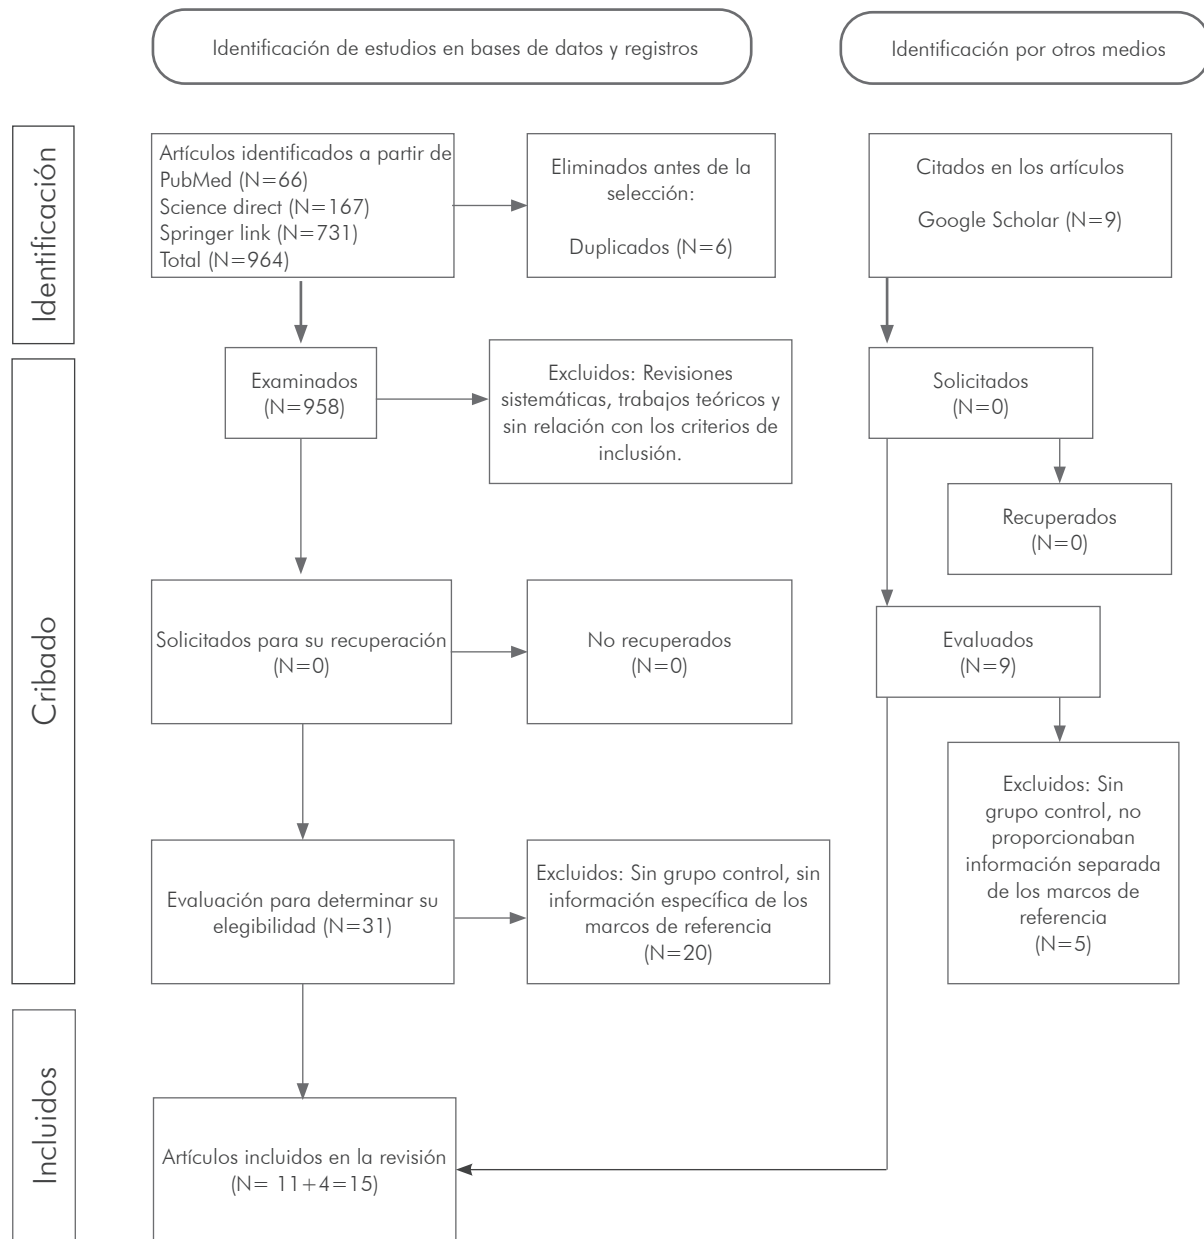 Identificación de estudios en bases de datos y registros
Identificación por otros medios
Identificación
Artículos identificados a partir de
PubMed (N=66)
Science direct (N=167)
Springer link (N=731)
Total (N=964)
Eliminados antes de la
selección:
Duplicados (N=6)
Citados en los artículos
Google Scholar (N=9)
Cribado
Examinados
(N=958)
Excluidos: Revisiones
sistemáticas, trabajos teóricos y
sin relación con los criterios de
inclusión.
Solicitados
(N=0)
Recuperados
(N=0)
Solicitados para su recuperación
(N=0)
No recuperados
(N=0)
Evaluados
(N=9)
Evaluación para determinar su
elegibilidad (N=31)
Excluidos: Sin grupo control, sin
información específica de los
marcos de referencia
(N=20)
Excluidos: Sin
grupo control, no
proporcionaban
información separada
de los marcos de
referencia
(N=5)
Incluidos
Artículos incluidos en la revisión
(N= 11+4=15)